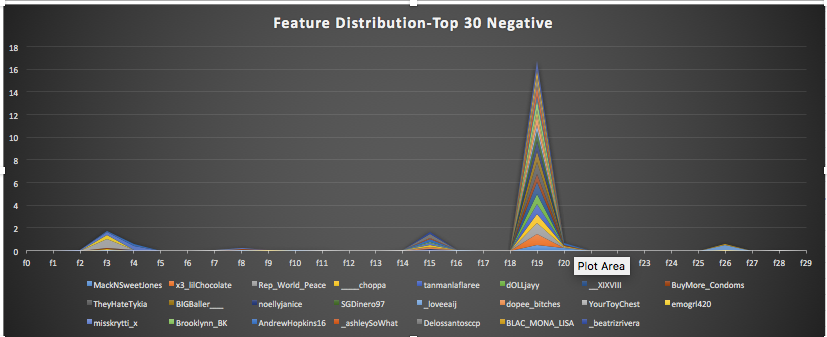 Feature Distribution-Top 30 Negative
18
16
14
12
10
8
6
4
2
0
f0 f1 f2 f3 f4 f5 f6 f7 f8 f9 f10 f11 f12 f13 f14 f15 f16 f17 f18 f19 f20 f23 f24 f25 f26 f27 f28 f29
Plot Area
MackNSweetJones x3_lilChocolate Rep_World_Peace ____choppa tanmanlaflaree dOLLjayy __XIXVIII BuyMore_Condoms
TheyHateTykia BIGBaller___ noellyjanice SGDinero97 _loveaij dopee_bitches YourToyChest emogrl420
misskrytti_x Brooklynn_BK AndrewHopkins16 _ashleySoWhat Delossantosccp BLAC_MONA_LISA _beatrizrivera